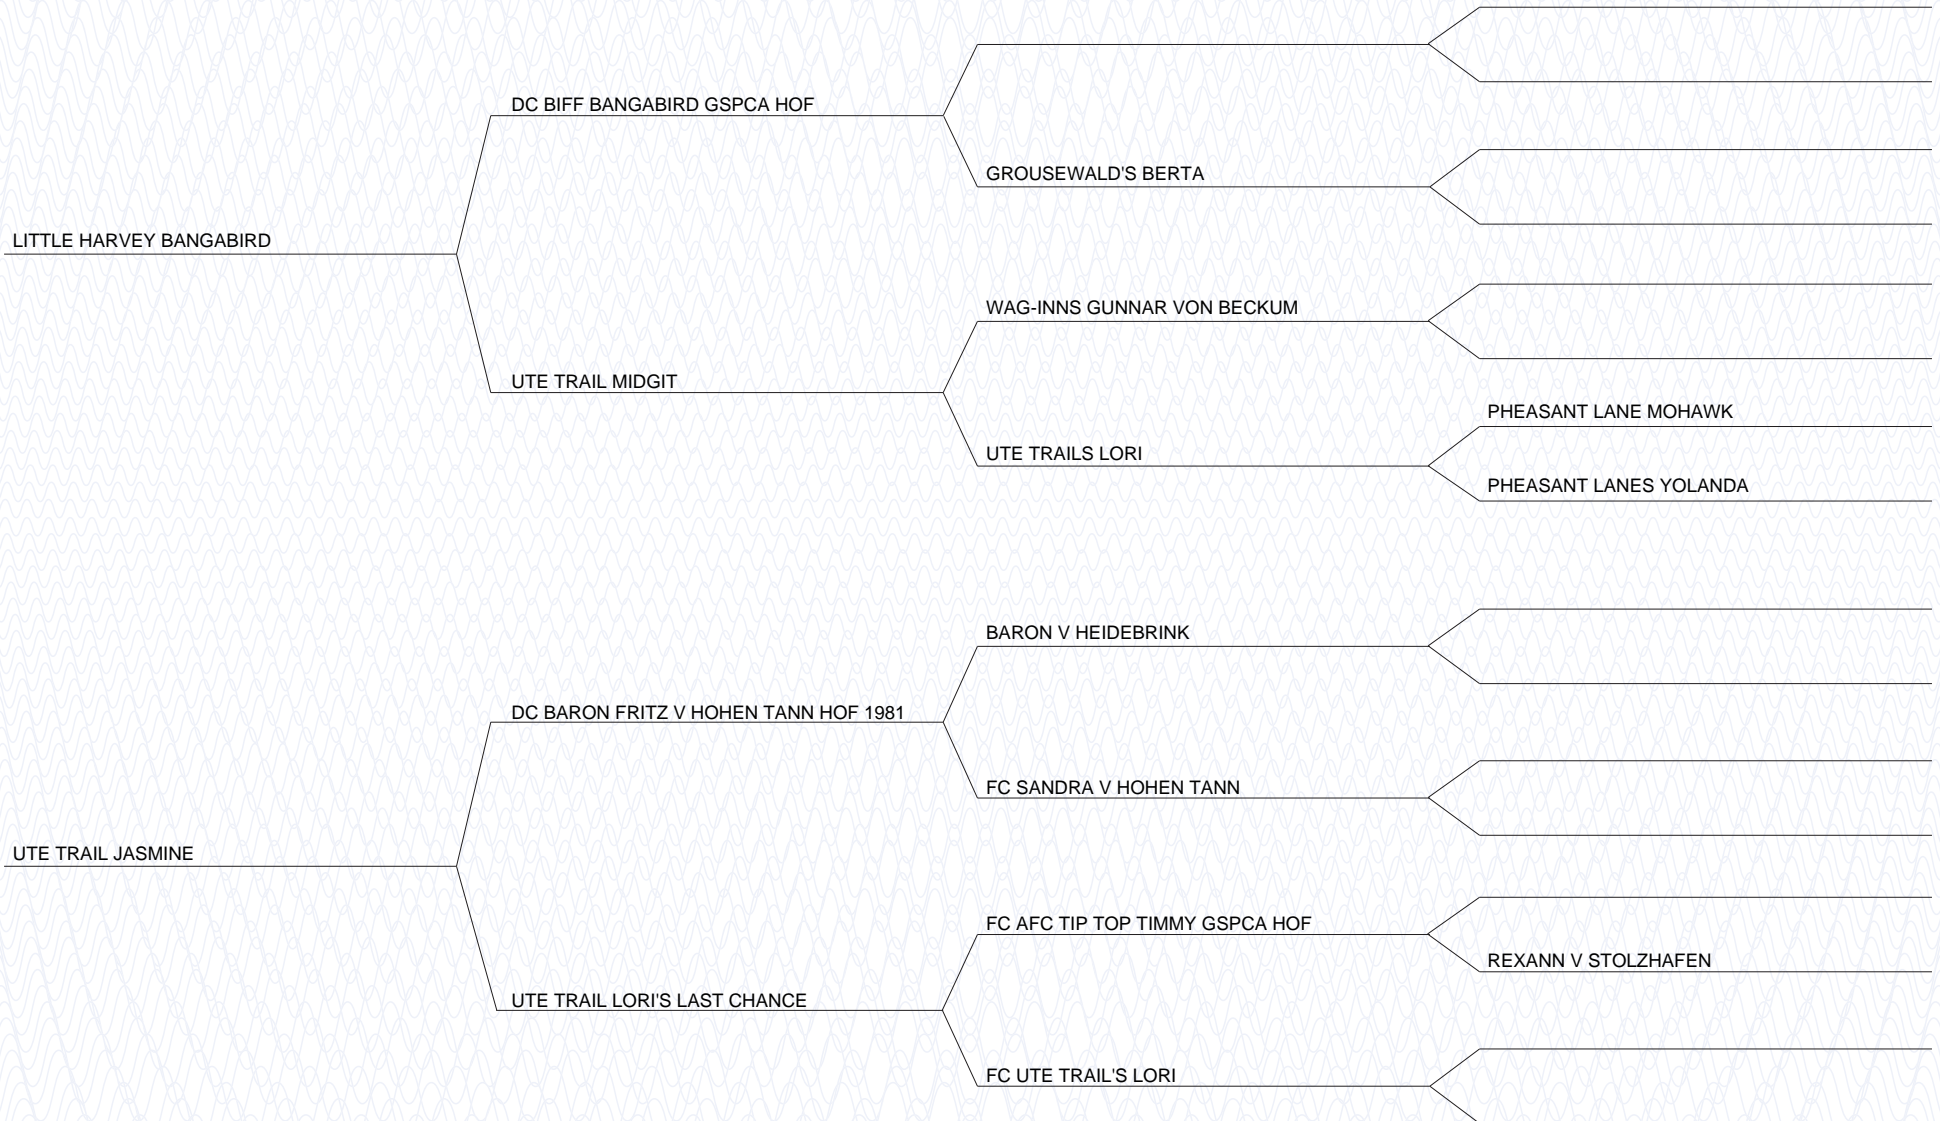 DC BIFF BANGABIRD GSPCA HOF
GROUSEWALD'S BERTA
LITTLE HARVEY BANGABIRD
WAG-INNS GUNNAR VON BECKUM
UTE TRAIL MIDGIT
PHEASANT LANE MOHAWK
UTE TRAILS LORI
PHEASANT LANES YOLANDA
BARON V HEIDEBRINK
DC BARON FRITZ V HOHEN TANN HOF 1981
FC SANDRA V HOHEN TANN
UTE TRAIL JASMINE
FC AFC TIP TOP TIMMY GSPCA HOF
REXANN V STOLZHAFEN
UTE TRAIL LORI'S LAST CHANCE
FC UTE TRAIL'S LORI